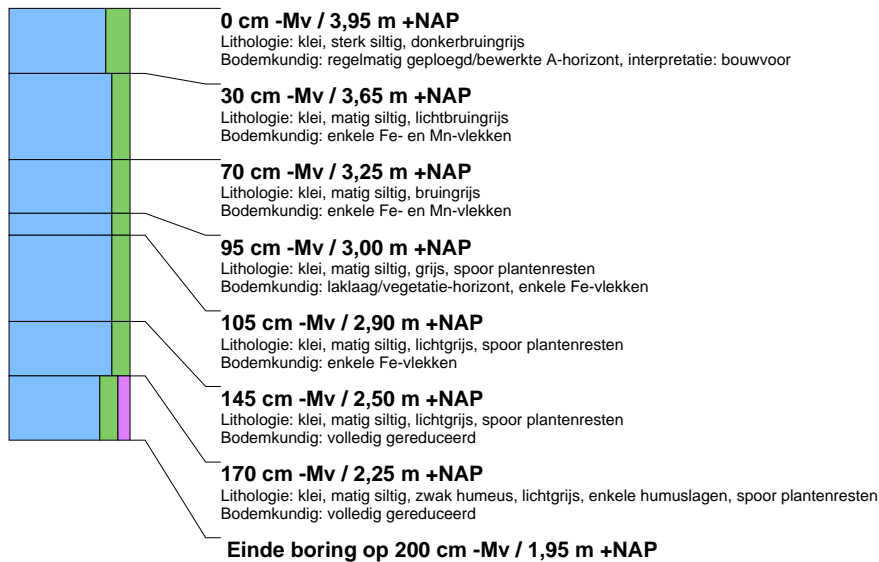 0 cm -Mv / 3,95 m +NAP
Lithologie: klei, sterk siltig, donkerbruingrijs
Bodemkundig: regelmatig geploegd/bewerkte A-horizont, interpretatie: bouwvoor
30 cm -Mv / 3,65 m +NAP
Lithologie: klei, matig siltig, lichtbruingrijs
Bodemkundig: enkele Fe- en Mn-vlekken
70 cm -Mv / 3,25 m +NAP
Lithologie: klei, matig siltig, bruingrijs
Bodemkundig: enkele Fe- en Mn-vlekken
95 cm -Mv / 3,00 m +NAP
Lithologie: klei, matig siltig, grijs, spoor plantenresten
Bodemkundig: laklaag/vegetatie-horizont, enkele Fe-vlekken
105 cm -Mv / 2,90 m +NAP
Lithologie: klei, matig siltig, lichtgrijs, spoor plantenresten
Bodemkundig: enkele Fe-vlekken
145 cm -Mv / 2,50 m +NAP
Lithologie: klei, matig siltig, lichtgrijs, spoor plantenresten
Bodemkundig: volledig gereduceerd
170 cm -Mv / 2,25 m +NAP
Lithologie: klei, matig siltig, zwak humeus, lichtgrijs, enkele humuslagen, spoor plantenresten
Bodemkundig: volledig gereduceerd
Einde boring op 200 cm -Mv / 1,95 m +NAP